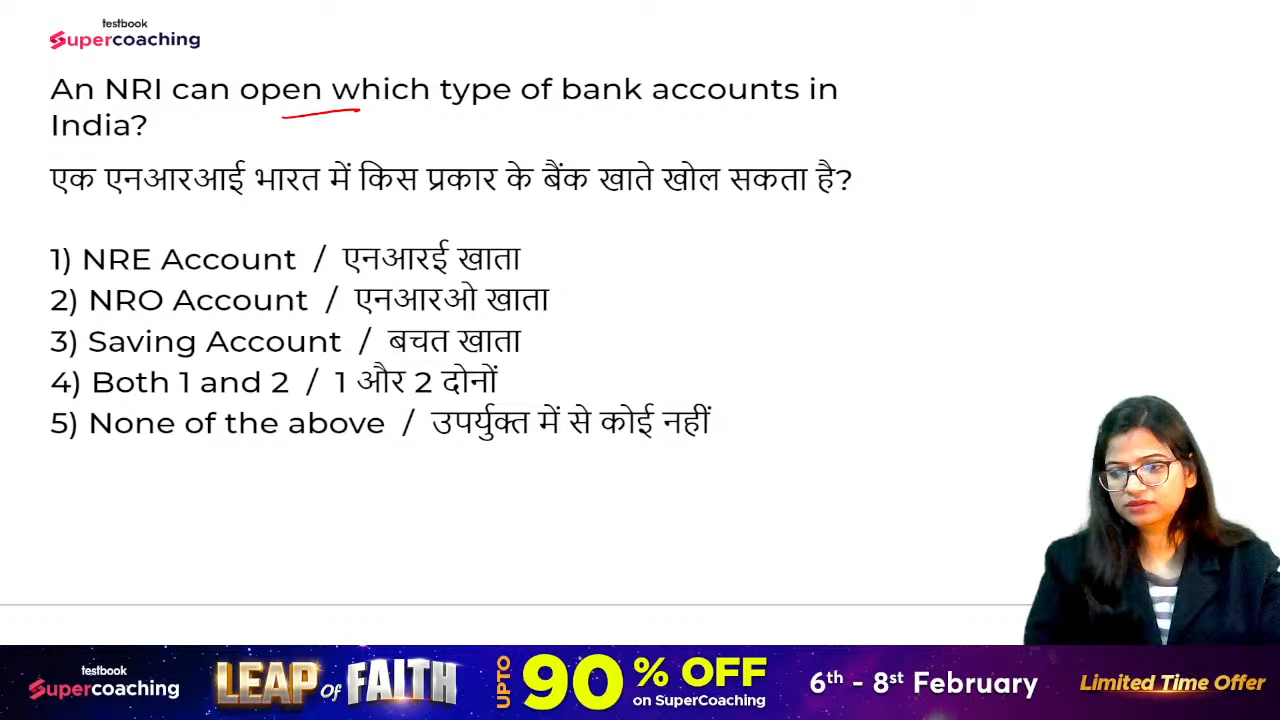 testbook
Supercoaching
An NRI can open which type of bank accounts in
India?
एक एनआरआई भारत में किस प्रकार के बैंक खाते खोल सकता है?
1) NRE Account / एनआरई खाता
2) NRO Account / एनआरओ खाता
3) Saving Account / बचत खाता
4) Both 1 and 2 / 1 और 2 दोनों
5) None of the above / उपर्युक्त में से कोई नहीं
testbook
Supercoaching
LEAP Of FAITH
UPTO 90% OFF
on SuperCoaching
6th - 8st February
Limited Time Offer